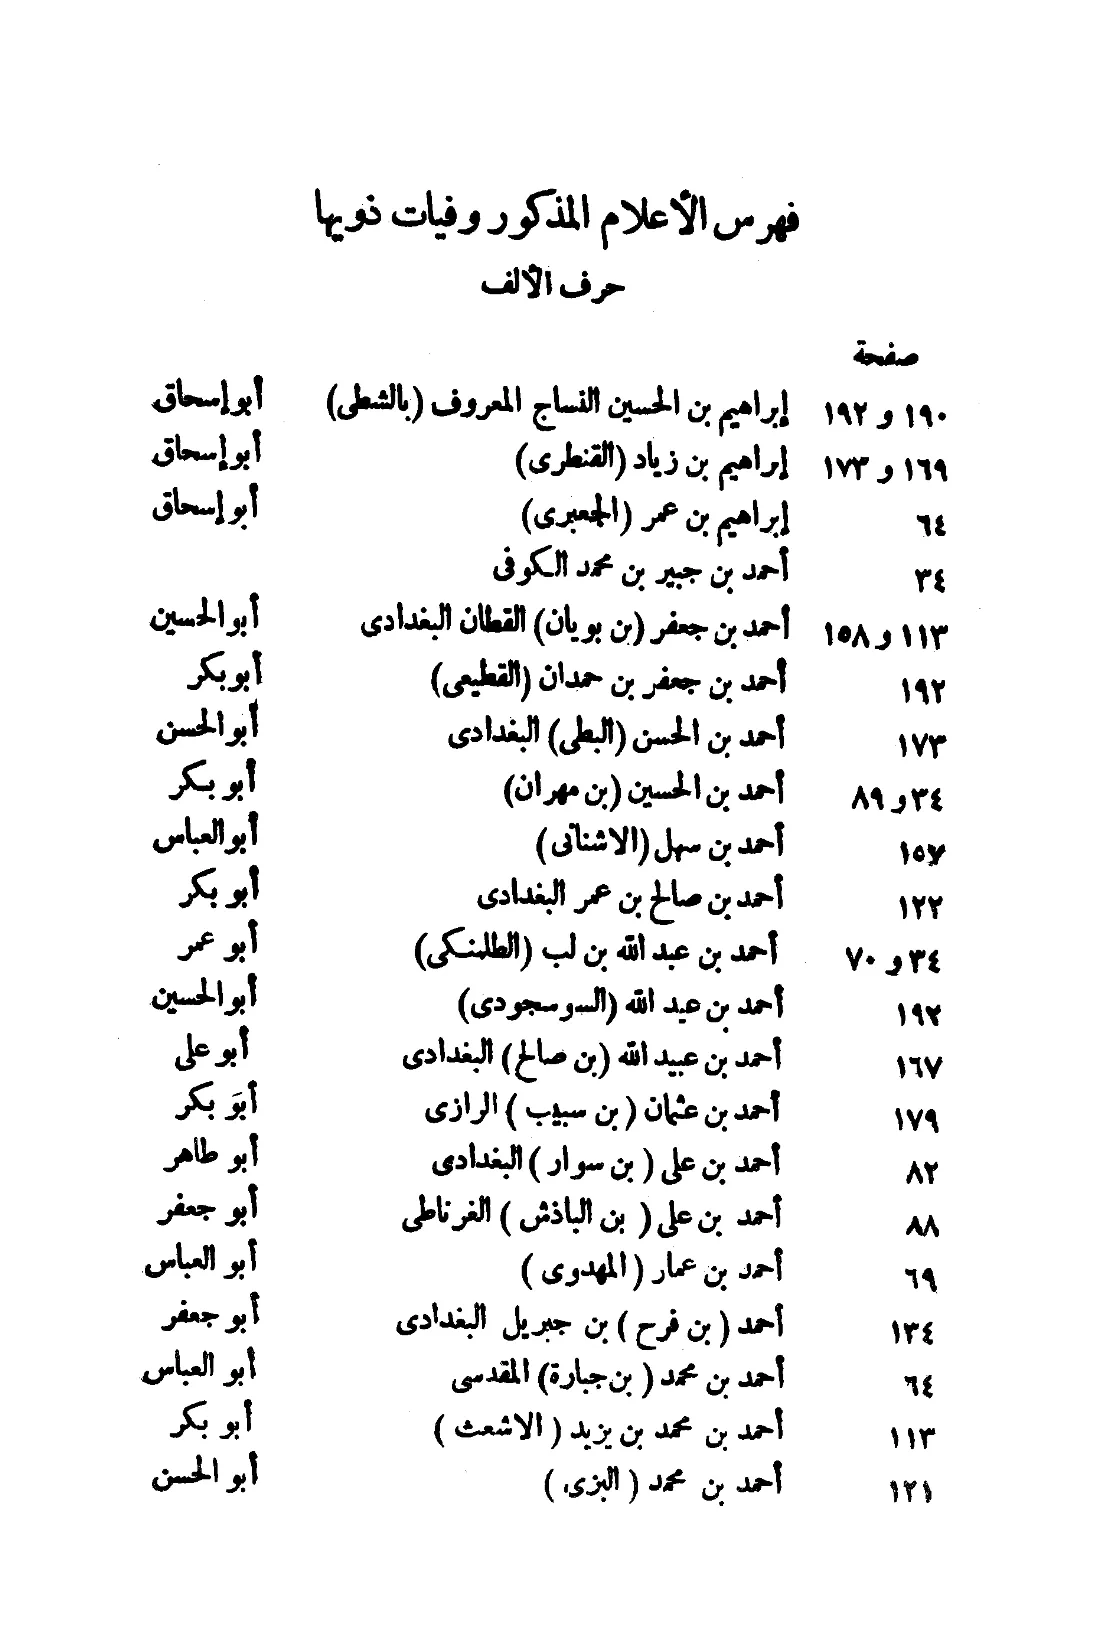 فهرس الأعلام المذكور وفيات ذويها
حرف الألف
صفحة
١٩٠ و ١٩٢ إبراهيم بن الحسين النساج المعروف (بالشطى) أبو إسحاق
١٦٩ و ١٧٣ إبراهيم بن زياد (القنطرى) أبو إسحاق
٦٤ إبراهيم بن عمر (الجعبرى) أبو إسحاق
٣٤ أحمد بن جبير بن محمد الكوفى
١١٣ و ١٥٨ أحمد بن جعفر (بن بويان) القطان البغدادى أبو الحسين
١٩٢ أحمد بن جعفر بن حمدان (القطيعى) أبو بكر
١٧٣ أحمد بن الحسن (البطى) البغدادى أبو الحسن
٣٤ و ٨٩ أحمد بن الحسين (بن مهران) أبو بكر
١٥٧ أحمد بن سهل (الاشنانى) أبو العباس
١٢٢ أحمد بن صالح بن عمر البغدادى أبو بكر
٣٤ و ٧٠ أحمد بن عبد الله بن لب (الطلمنكى) أبو عمر
١٩٢ أحمد بن عبد الله (السوسجودى) أبو الحسين
١٦٧ أحمد بن عبيد الله (بن صالح) البغدادى أبو على
١٧٩ أحمد بن عثمان ( بن سبيب ) الرازى أبو بكر
٨٢ أحمد بن على ( بن سوار ) البغدادى أبو طاهر
٨٨ أحمد بن على ( بن الباذش ) الغرناطى أبو جعفر
٦٩ أحمد بن عمار ( المهدوى ) أبو العباس
١٣٤ أحمد ( بن فرح ) بن جبريل البغدادى أبو جعفر
٦٤ أحمد بن محمد ( بن جبارة) المقدسى أبو العباس
١١٣ أحمد بن محمد بن يزيد ( الاشعث ) أبو بكر
١٢١ أحمد بن محمد ( البزى ) أبو الحسن